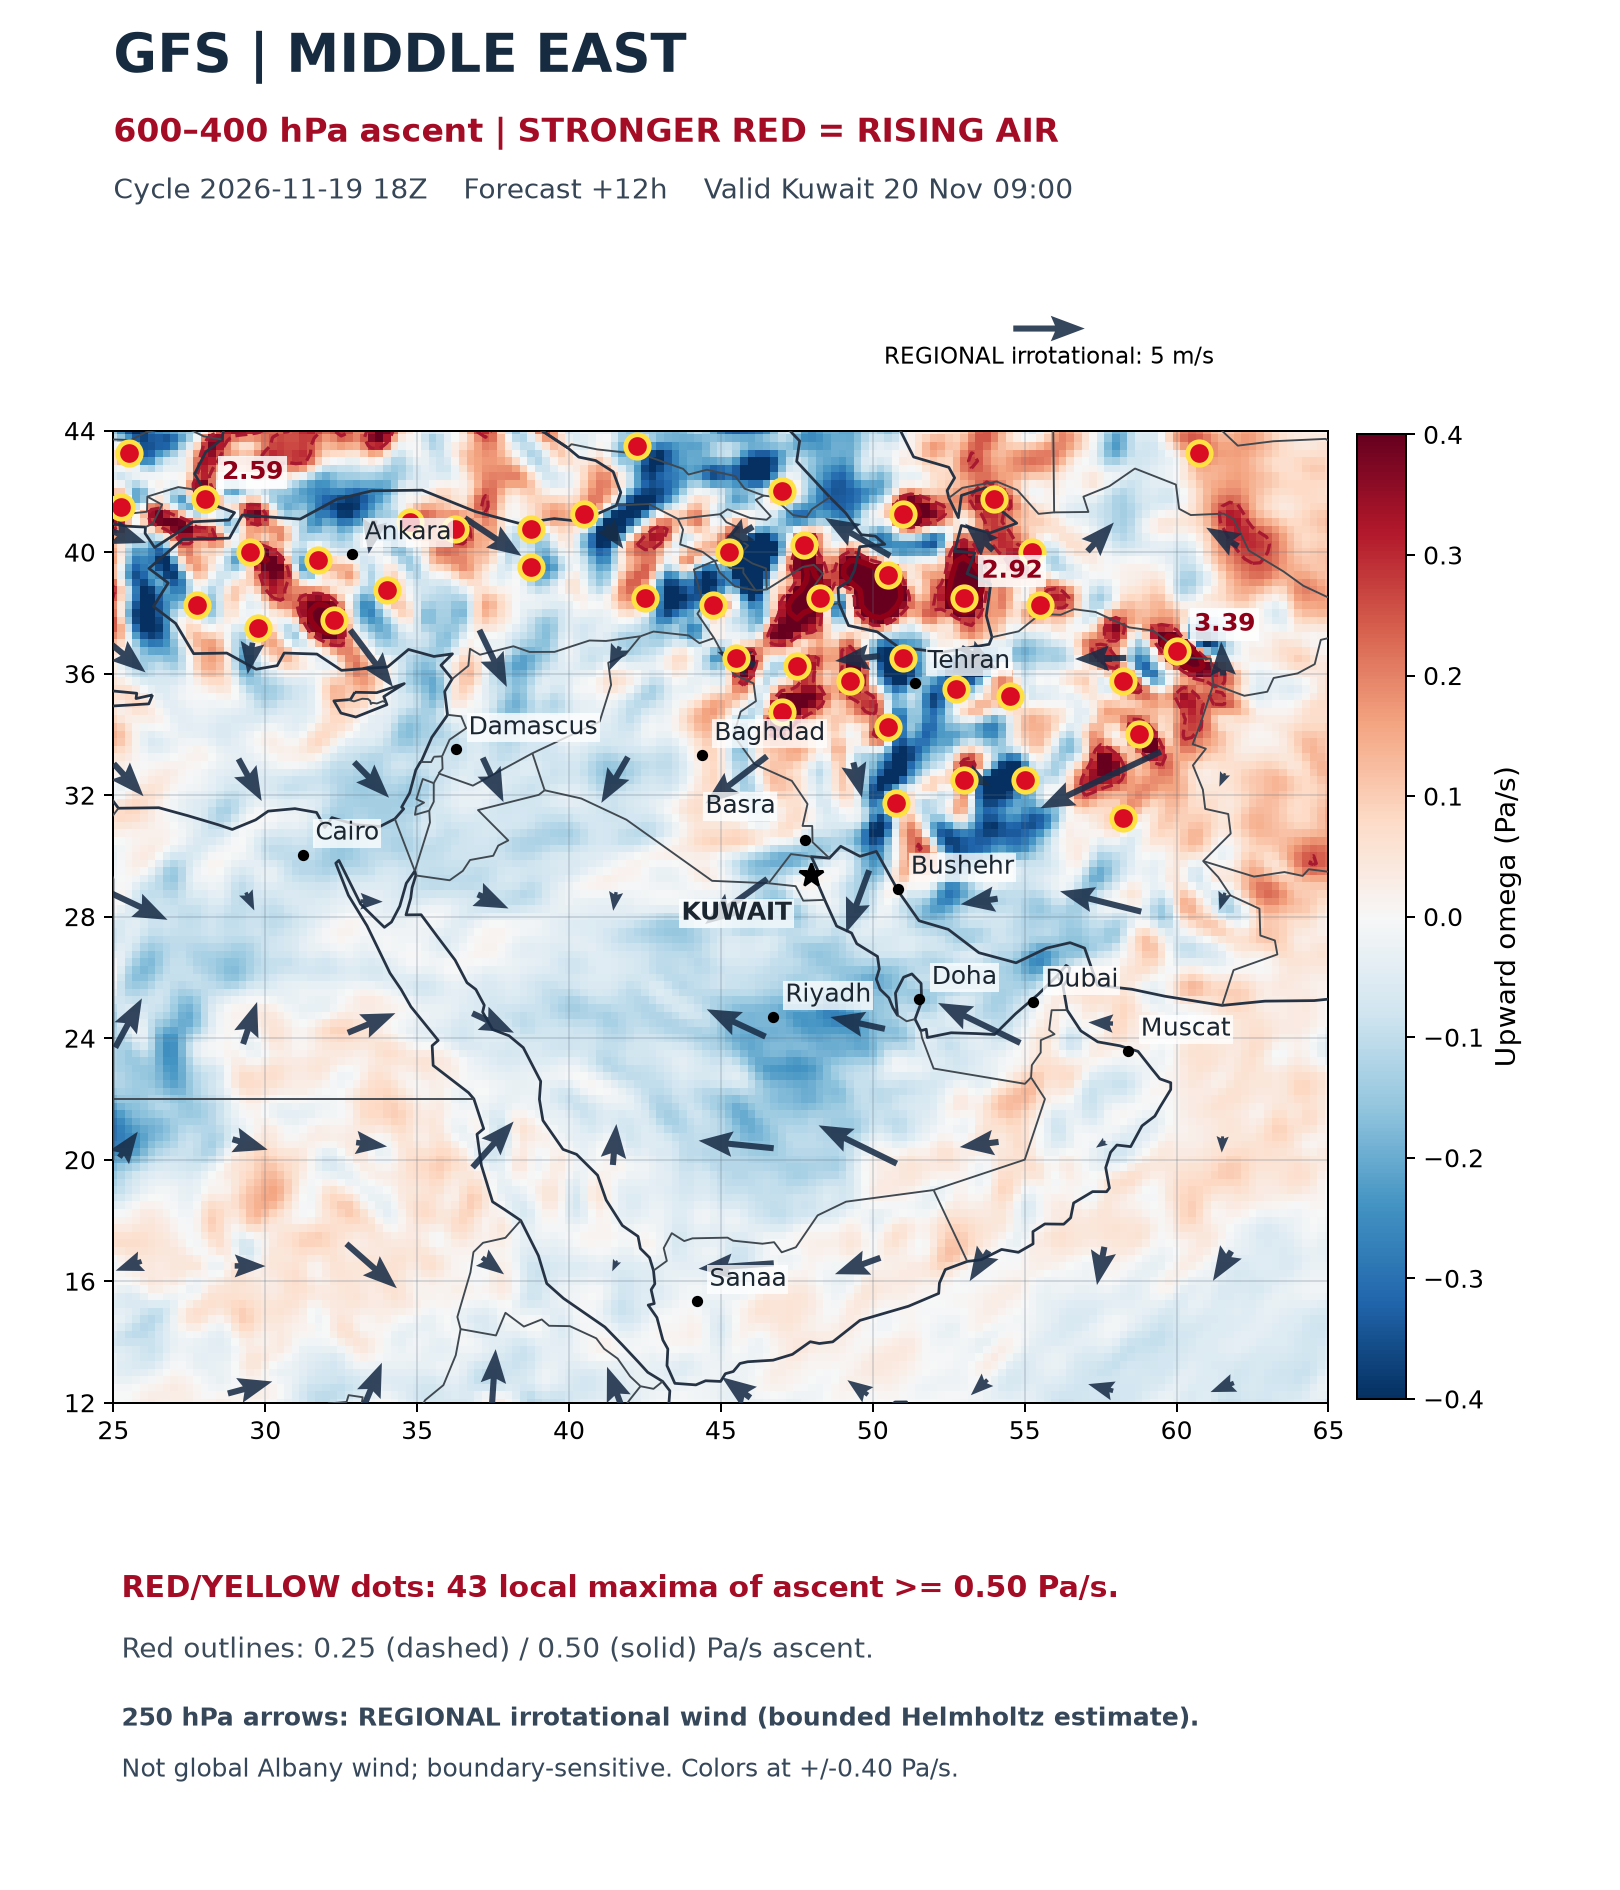 GFS | MIDDLE EAST
600–400 hPa ascent | STRONGER RED = RISING AIR
Cycle 2026-11-19 18Z    Forecast +12h    Valid Kuwait 20 Nov 09:00
REGIONAL irrotational: 5 m/s
44
40
36
32
28
24
20
16
12
25
30
35
40
45
50
55
60
65
2.59
Ankara
2.92
3.39
Tehran
Damascus
Baghdad
Basra
Cairo
Bushehr
KUWAIT
Doha
Dubai
Riyadh
Muscat
Sanaa
0.4
0.3
0.2
0.1
0.0
−0.1
−0.2
−0.3
−0.4
Upward omega (Pa/s)
RED/YELLOW dots: 43 local maxima of ascent >= 0.50 Pa/s.
Red outlines: 0.25 (dashed) / 0.50 (solid) Pa/s ascent.
250 hPa arrows: REGIONAL irrotational wind (bounded Helmholtz estimate).
Not global Albany wind; boundary-sensitive. Colors at +/-0.40 Pa/s.